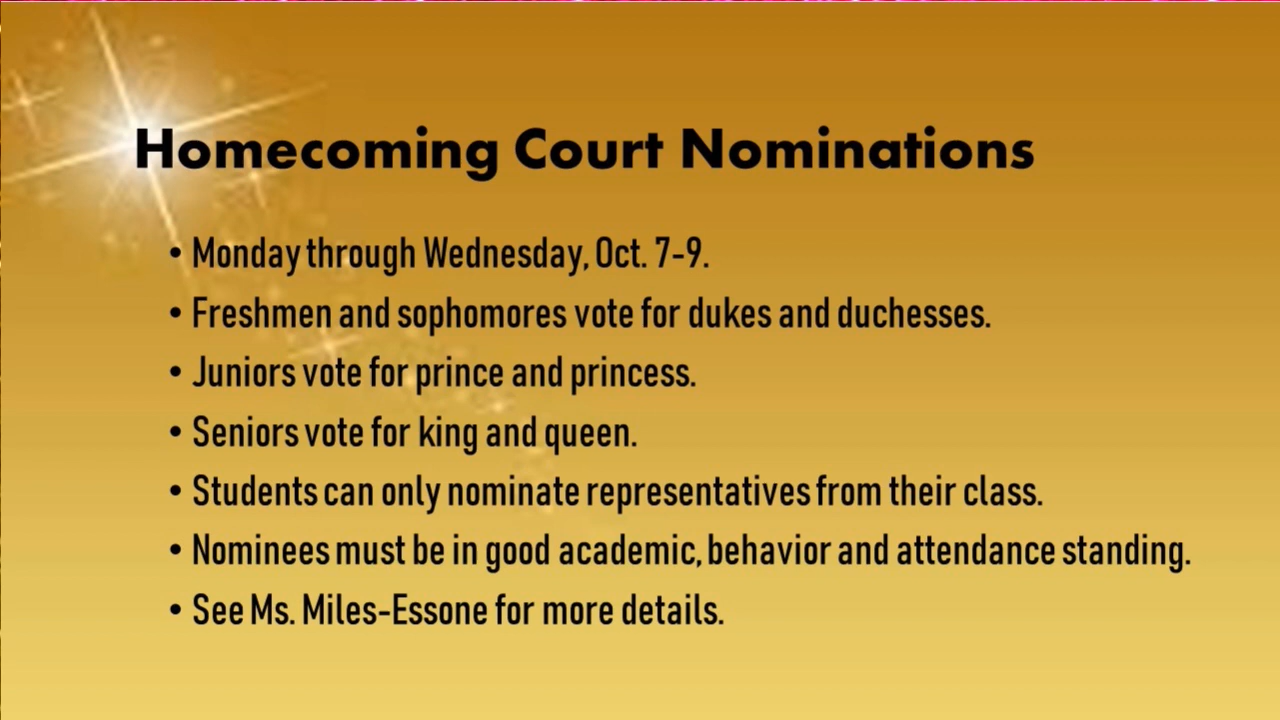 Homecoming Court Nominations
• Monday through Wednesday, Oct. 7-9.
• Freshmen and sophomores vote for dukes and duchesses.
• Juniors vote for prince and princess.
• Seniors vote for king and queen.
• Students can only nominate representatives from their class.
• Nominees must be in good academic, behavior and attendance standing.
• See Ms. Miles-Essone for more details.